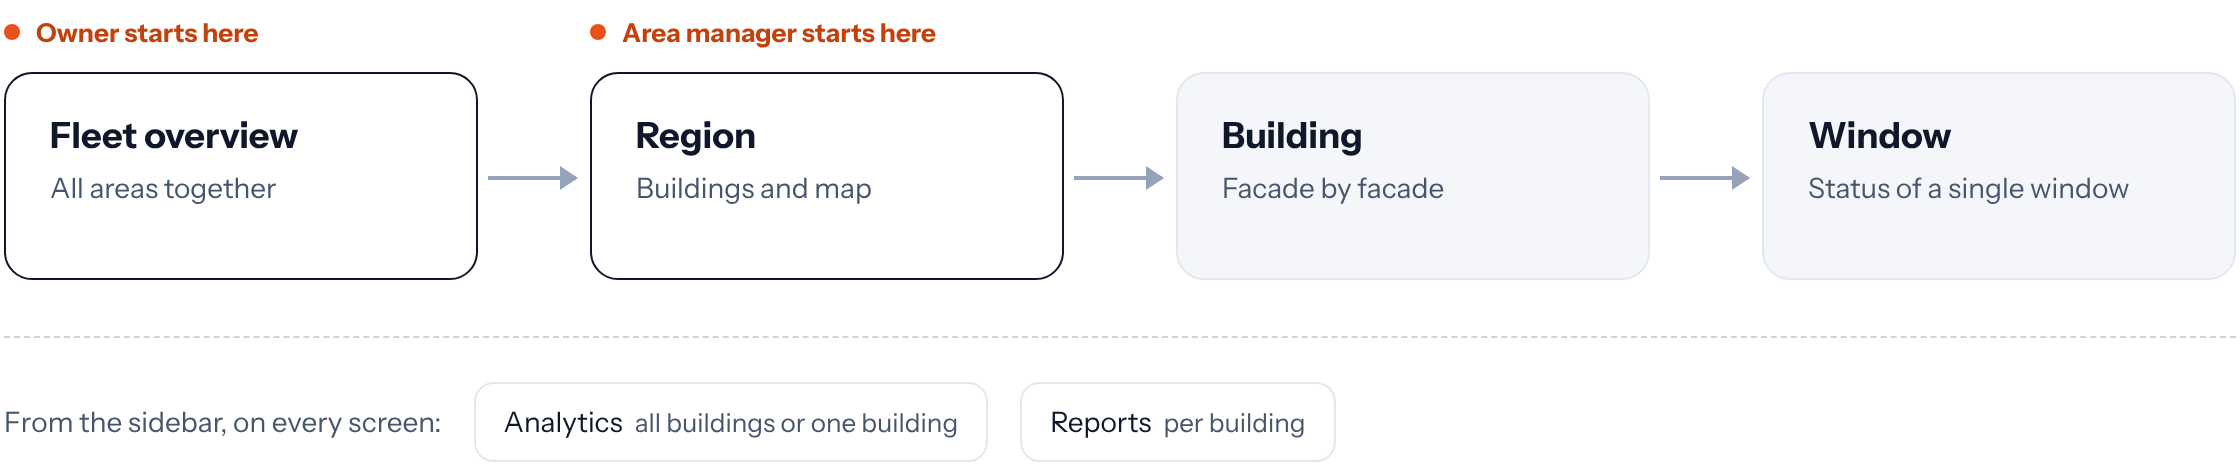 Owner starts here
Area manager starts here
Fleet overview
All areas together
Region
Buildings and map
Building
Facade by facade
Window
Status of a single window
From the sidebar, on every screen:
Analytics all buildings or one building
Reports per building